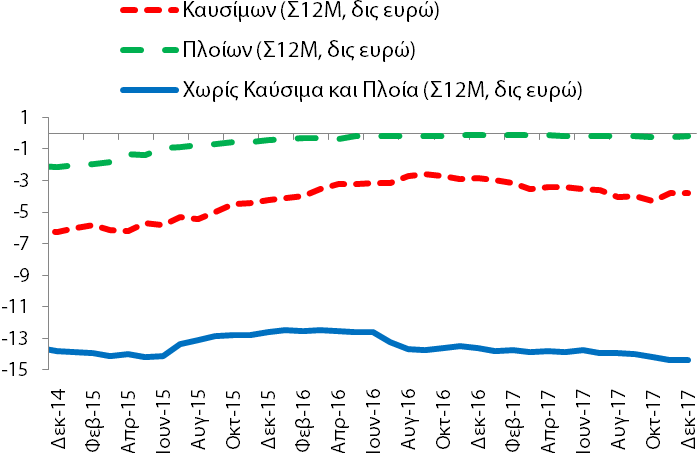 Καυσίμων (Σ12Μ, δις ευρώ)
Πλοίων (Σ12Μ, δις ευρώ)
Χωρίς Καύσιμα και Πλοία (Σ12Μ, δις ευρώ)
1
-1
-3
-5
-7
-9
-11
-13
-15
Δεκ-14
Φεβ-15
Απρ-15
Ιουν-15
Αυγ-15
Οκτ-15
Δεκ-15
Φεβ-16
Απρ-16
Ιουν-16
Αυγ-16
Οκτ-16
Δεκ-16
Φεβ-17
Απρ-17
Ιουν-17
Αυγ-17
Οκτ-17
Δεκ-17